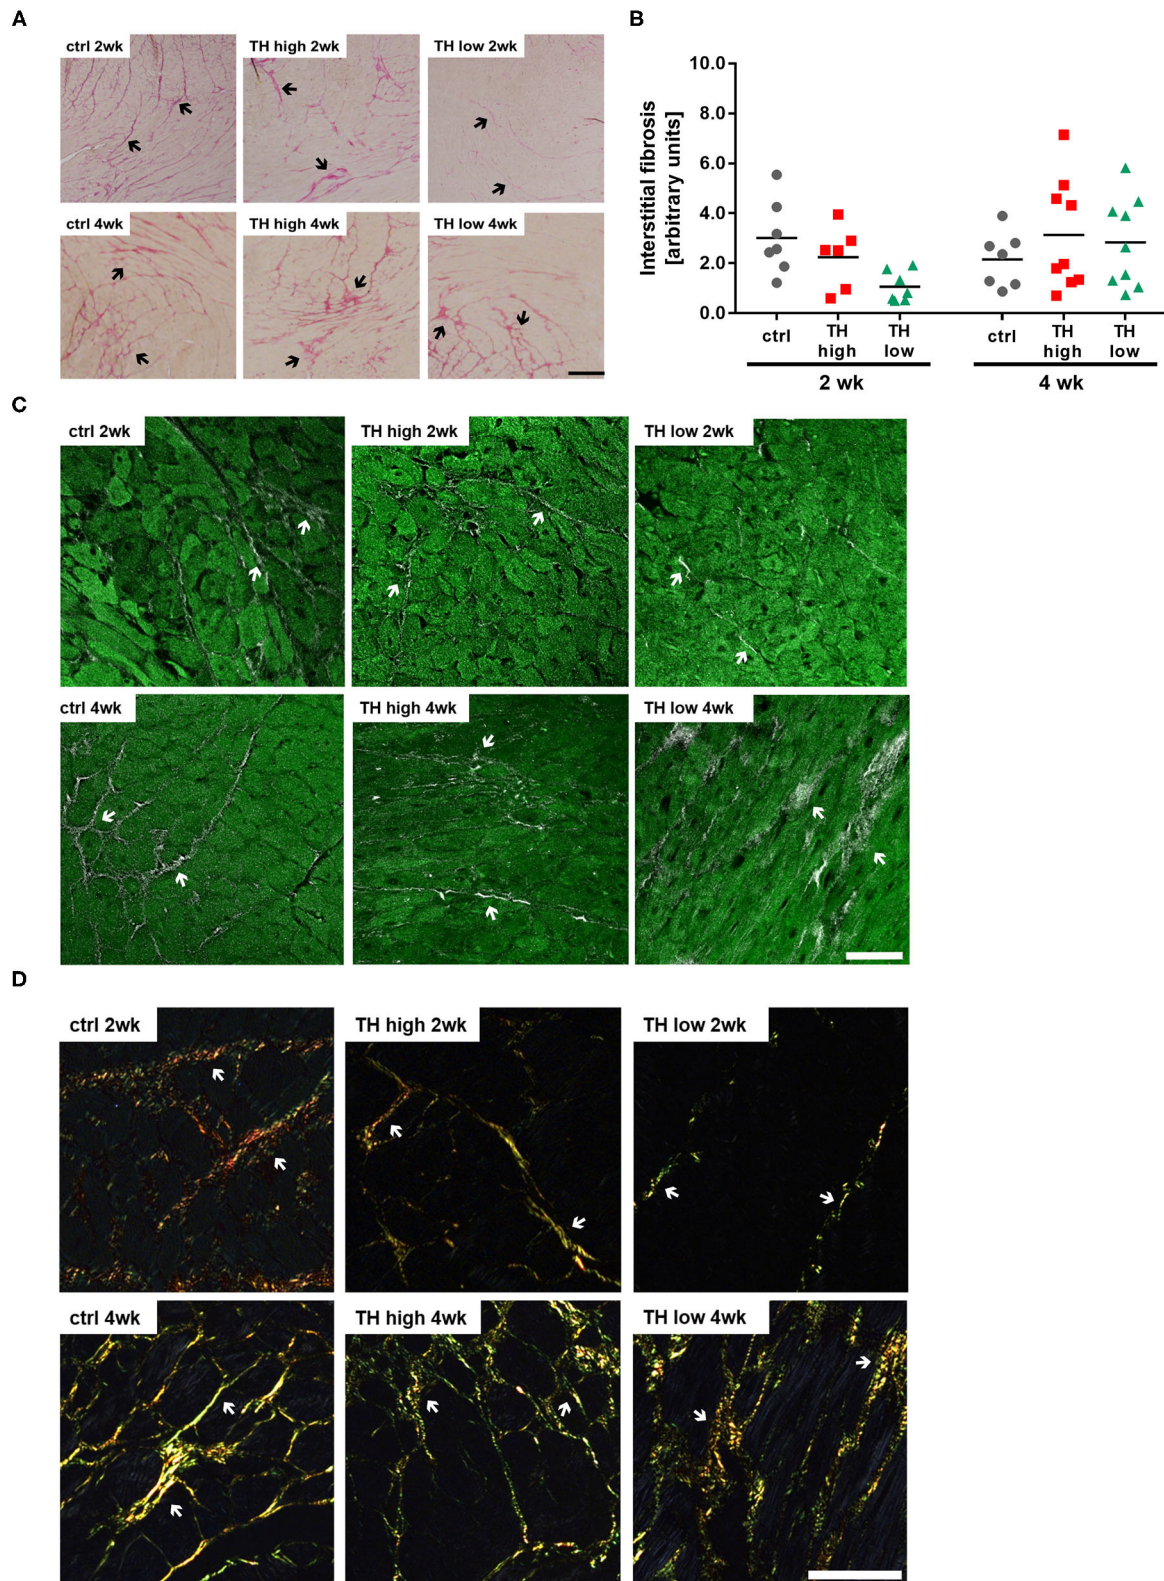 A
ctrl 2wk
TH high 2wk
TH low 2wk
ctrl 4wk
TH high 4wk
TH low 4wk
B
Interstitial fibrosis
[arbitrary units]
10.0
8.0
6.0
4.0
2.0
0.0
ctrl
TH
high
TH
low
ctrl
TH
high
TH
low
2 wk
4 wk
C
ctrl 2wk
TH high 2wk
TH low 2wk
ctrl 4wk
TH high 4wk
TH low 4wk
D
ctrl 2wk
TH high 2wk
TH low 2wk
ctrl 4wk
TH high 4wk
TH low 4wk